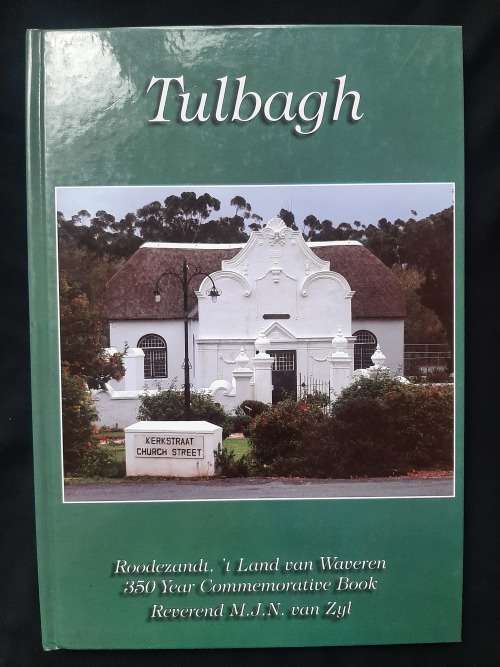 Tulbagh
KERKSTRAAT
CHURCH STREET
Roodezandt, 't Land van Waveren
350 Year Commemorative Book
Reverend M.J.N. van Zyl